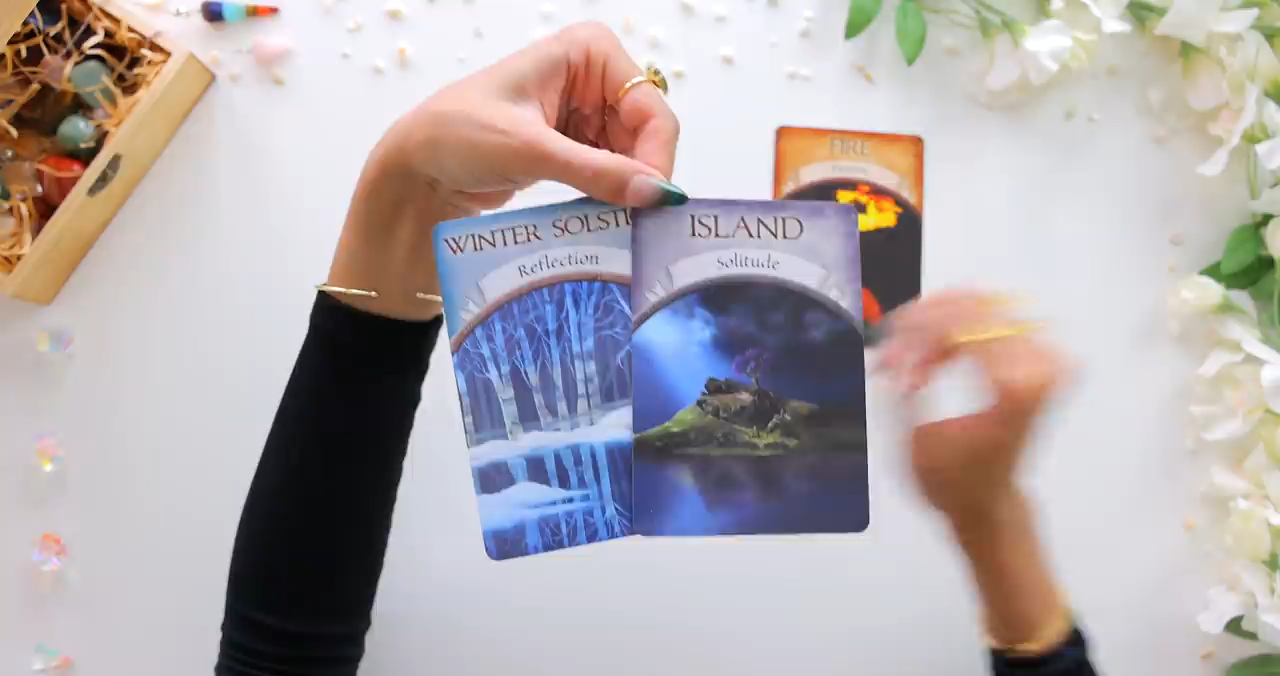 WINTER SOLSTI
Reflection
ISLAND
Solitude
FIRE